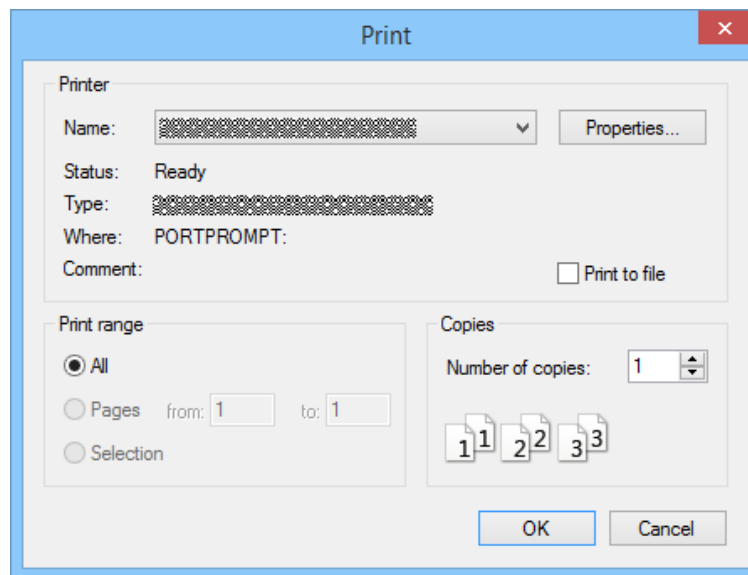 Print
Printer
Name:
Properties...
Status: Ready
Type:
Where: PORTPROMPT:
Comment:
Print to file
Print range
All
Pages from: 1 to: 1
Selection
Copies
Number of copies: 1
1 1 2 2 3 3
OK Cancel